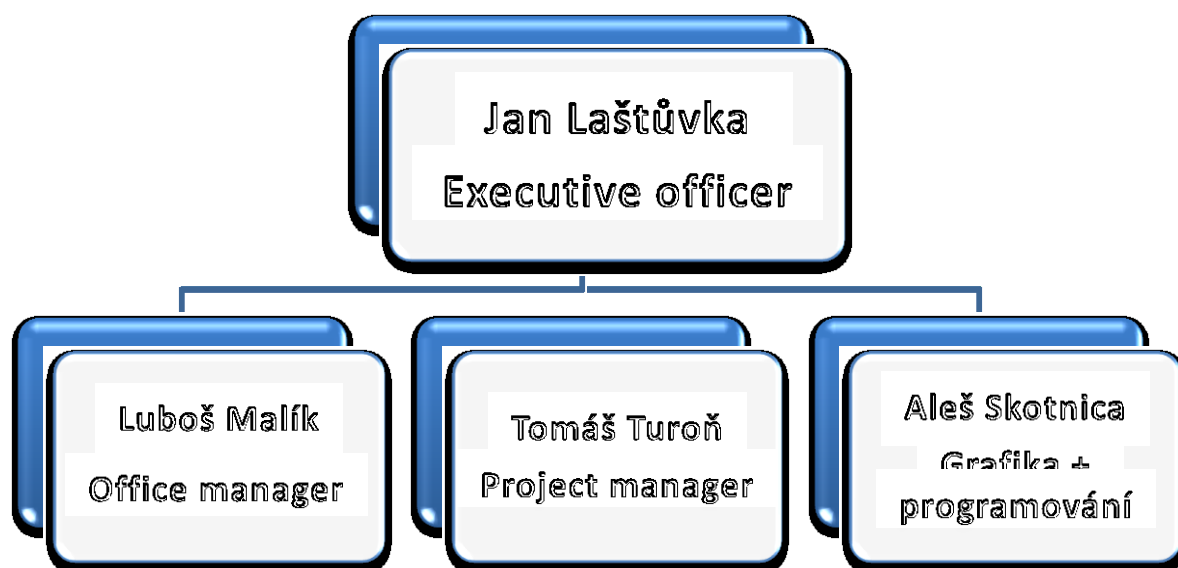 Jan Laštůvka
Executive officer
Luboš Malík
Office manager
Tomáš Turoň
Project manager
Aleš Skotnica
Grafika +
programování